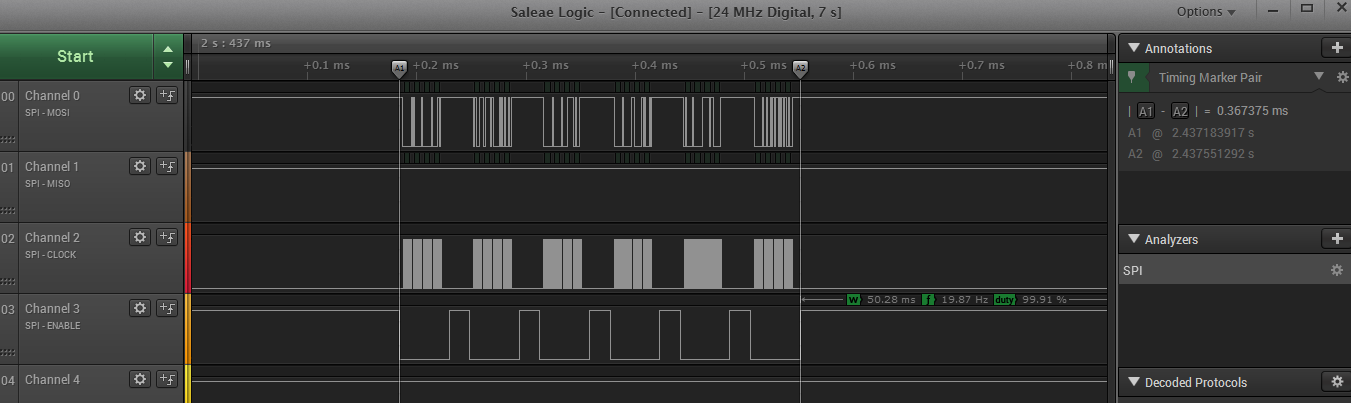 Saleae Logic - [Connected] - [24 MHz Digital, 7 s]
Options
Start
2 s : 437 ms
+0.1 ms
+0.2 ms
+0.3 ms
+0.4 ms
+0.5 ms
+0.6 ms
+0.7 ms
+0.8 m
A1
A2
00
Channel 0
SPI - MOSI
01
Channel 1
SPI - MISO
02
Channel 2
SPI - CLOCK
03
Channel 3
SPI - ENABLE
W 50.28 ms f 19.87 Hz duty 99.91 %
04
Channel 4
Annotations
Timing Marker Pair
| A1 - A2 | = 0.367375 ms
A1 @ 2.437183917 s
A2 @ 2.437551292 s
Analyzers
SPI
Decoded Protocols